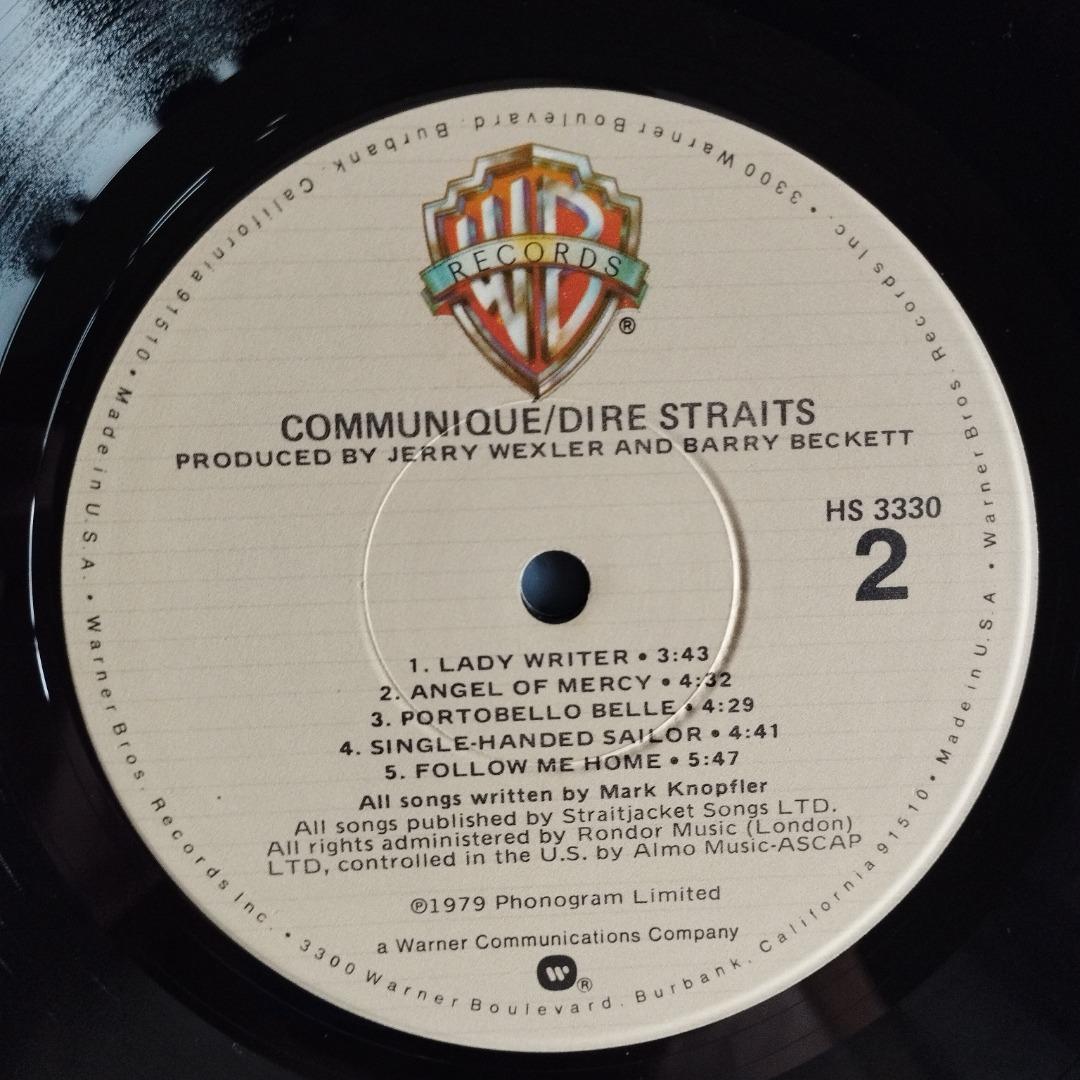 WB
RECORDS
®
COMMUNIQUE/DIRE STRAITS
PRODUCED BY JERRY WEXLER AND BARRY BECKETT
HS 3330
2
1. LADY WRITER • 3:43
2. ANGEL OF MERCY • 4:32
3. PORTOBELLO BELLE • 4:29
4. SINGLE-HANDED SAILOR • 4:41
5. FOLLOW ME HOME • 5:47
All songs written by Mark Knopfler
All songs published by Straitjacket Songs LTD.
All rights administered by Rondor Music (London)
LTD, controlled in the U.S. by Almo Music-ASCAP
℗1979 Phonogram Limited
a Warner Communications Company
®
Warner Bros. Records Inc. • 3300 Warner Boulevard. Burbank. California 91510 • Made in U.S.A. • Warner Bros. Records Inc. • 3300 Warner Boulevard. Burbank. California 91510 • Made in U.S.A •